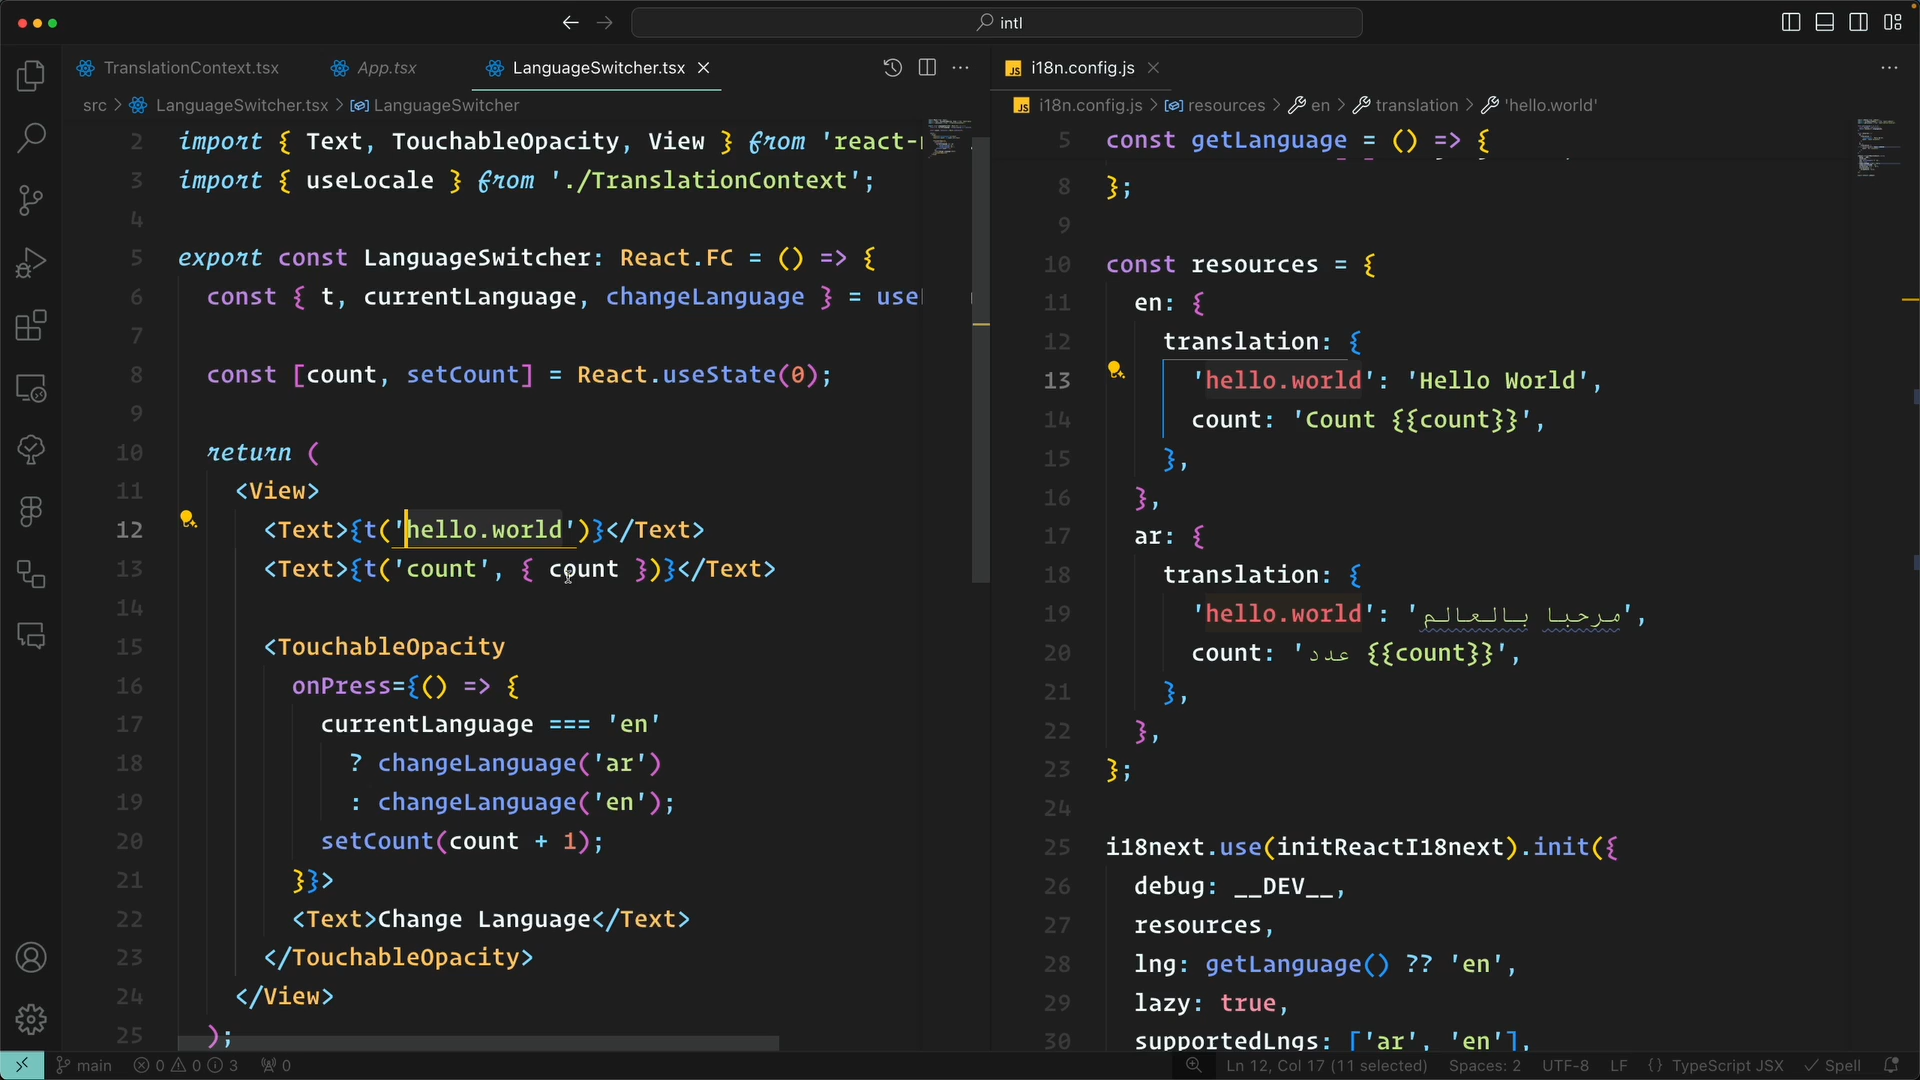 intl
TranslationContext.tsx
App.tsx
LanguageSwitcher.tsx
src > LanguageSwitcher.tsx > LanguageSwitcher
2 import { Text, TouchableOpacity, View } from 'react-
3 import { useLocale } from './TranslationContext';
4
5 export const LanguageSwitcher: React.FC = () => {
6 const { t, currentLanguage, changeLanguage } = use
7
8 const [count, setCount] = React.useState(0);
9
10 return (
11 <View>
12 <Text>{t('hello.world')}</Text>
13 <Text>{t('count', { count })}</Text>
14
15 <TouchableOpacity
16 onPress={() => {
17 currentLanguage === 'en'
18 ? changeLanguage('ar')
19 : changeLanguage('en');
20 setCount(count + 1);
21 }}>
22 <Text>Change Language</Text>
23 </TouchableOpacity>
24 </View>
25 );
i18n.config.js
i18n.config.js > resources > en > translation > 'hello.world'
5 const getLanguage = () => {
8 };
9
10 const resources = {
11 en: {
12 translation: {
13 'hello.world': 'Hello World',
14 count: 'Count {{count}}',
15 },
16 },
17 ar: {
18 translation: {
19 'hello.world': 'مرحبا بالعالم',
20 count: 'عدد {{count}}',
21 },
22 },
23 };
24
25 i18next.use(initReactI18next).init({
26 debug: __DEV__,
27 resources,
28 lng: getLanguage() ?? 'en',
29 lazy: true,
30 supportedLngs: ['ar', 'en'],
main 0 0 3 0 Ln 12, Col 17 (11 selected) Spaces: 2 UTF-8 LF {} TypeScript JSX Spell